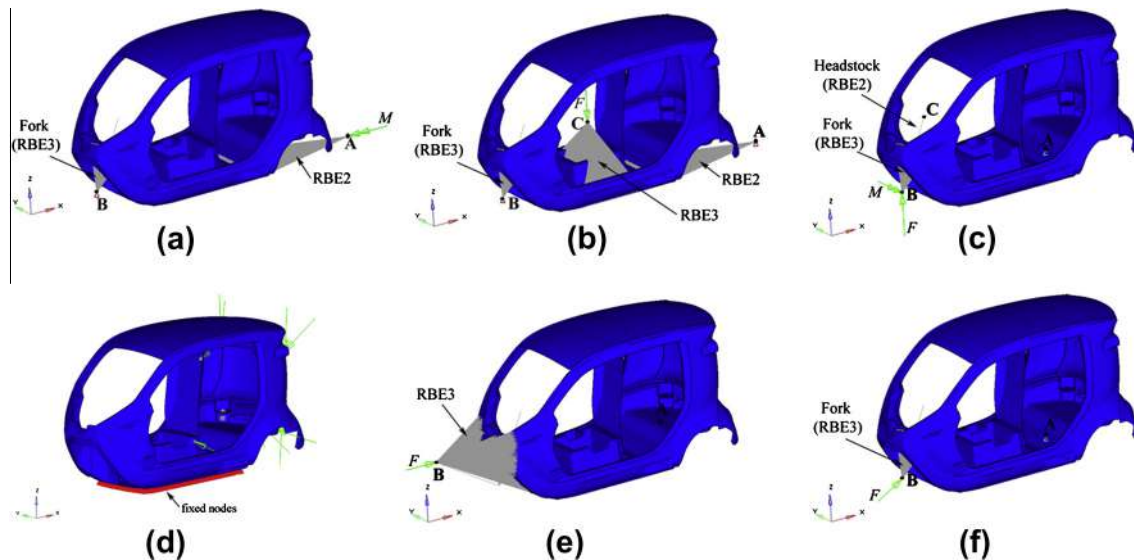 Fork
(RBE3)
M
A
RBE2
B
Z
Y
X
(a)
F
C
Fork
(RBE3)
A
RBE2
B
RBE3
Z
Y
X
(b)
Headstock
(RBE2)
C
Fork
(RBE3)
A
M
B
F
Z
Y
X
(c)
fixed nodes
Z
Y
X
(d)
RBE3
F
B
A
Z
Y
X
(e)
Fork
(RBE3)
A
B
F
Z
Y
X
(f)